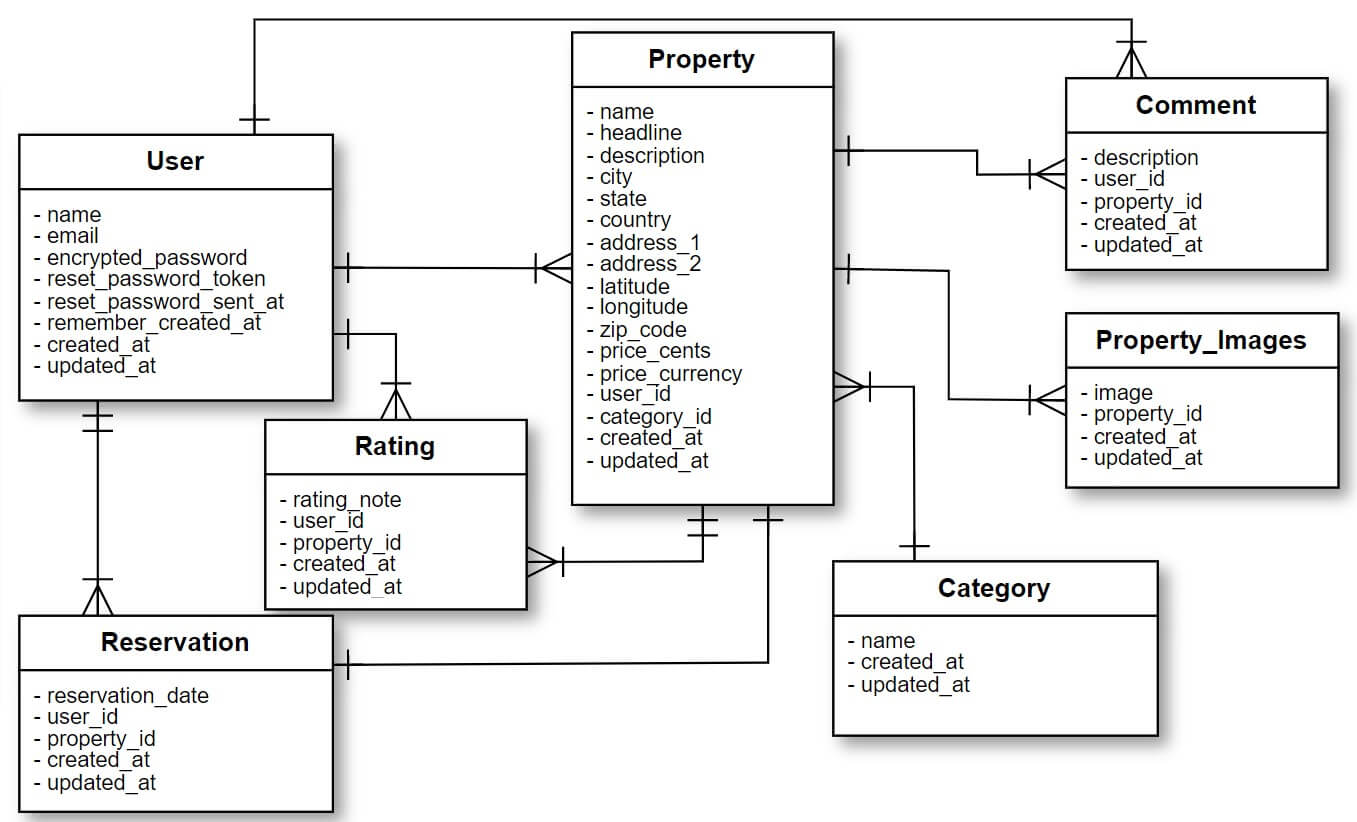 User
- name
- email
- encrypted_password
- reset_password_token
- reset_password_sent_at
- remember_created_at
- created_at
- updated_at
Property
- name
- headline
- description
- city
- state
- country
- address_1
- address_2
- latitude
- longitude
- zip_code
- price_cents
- price_currency
- user_id
- category_id
- created_at
- updated_at
Comment
- description
- user_id
- property_id
- created_at
- updated_at
Property_Images
- image
- property_id
- created_at
- updated_at
Rating
- rating_note
- user_id
- property_id
- created_at
- updated_at
Category
- name
- created_at
- updated_at
Reservation
- reservation_date
- user_id
- property_id
- created_at
- updated_at